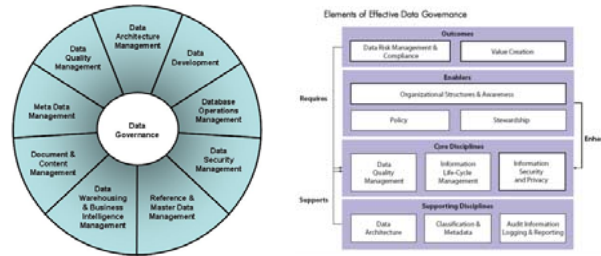 Data
Architecture
Management
Data
Development
Database
Operations
Management
Data
Security
Management
Reference &
Master Data
Management
Data
Warehousing
& Business
Intelligence
Management
Document &
Content
Management
Meta Data
Management
Data
Quality
Management
Data
Governance
Elements of Effective Data Governance
Outcomes
Data Risk Management &
Compliance
Value Creation
Requires
Enablers
Organizational Structures & Awareness
Policy
Stewardship
Enha
Core Disciplines
Data
Quality
Management
Information
Life-Cycle
Management
Information
Security
and Privacy
Supports
Supporting Disciplines
Data
Architecture
Classification &
Metadata
Audit Information
Logging & Reporting